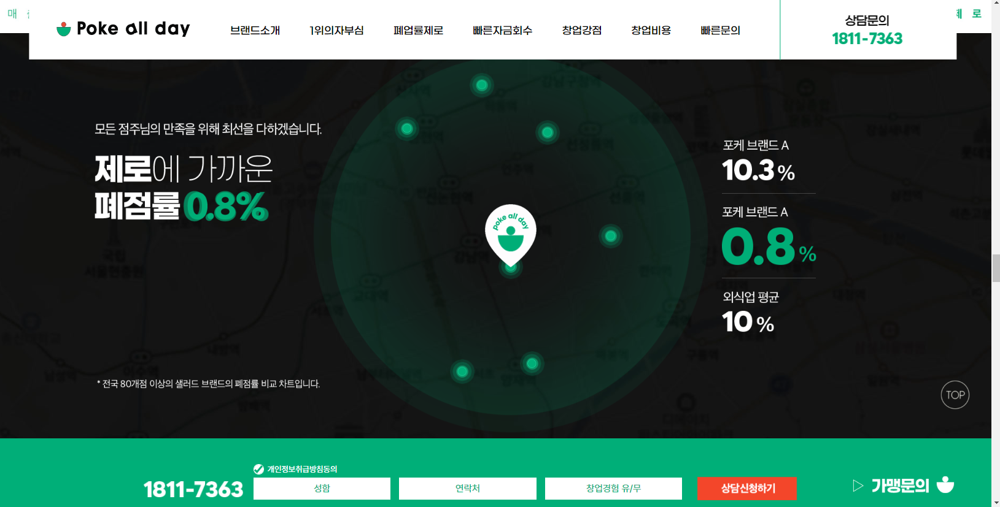 Poke all day
브랜드소개
1위의자부심
폐업률제로
빠른자금회수
창업강점
창업비용
빠른문의
상담문의
1811-7363
모든 점주님의 만족을 위해 최선을 다하겠습니다.
제로에 가까운
폐점률 0.8%
poke all day
포케 브랜드 A
10.3 %
포케 브랜드 A
0.8 %
외식업 평균
10 %
* 전국 80개점 이상의 샐러드 브랜드의 폐점률 비교 차트입니다.
TOP
개인정보취급방침동의
1811-7363
성함
연락처
창업경험 유/무
상담신청하기
가맹문의